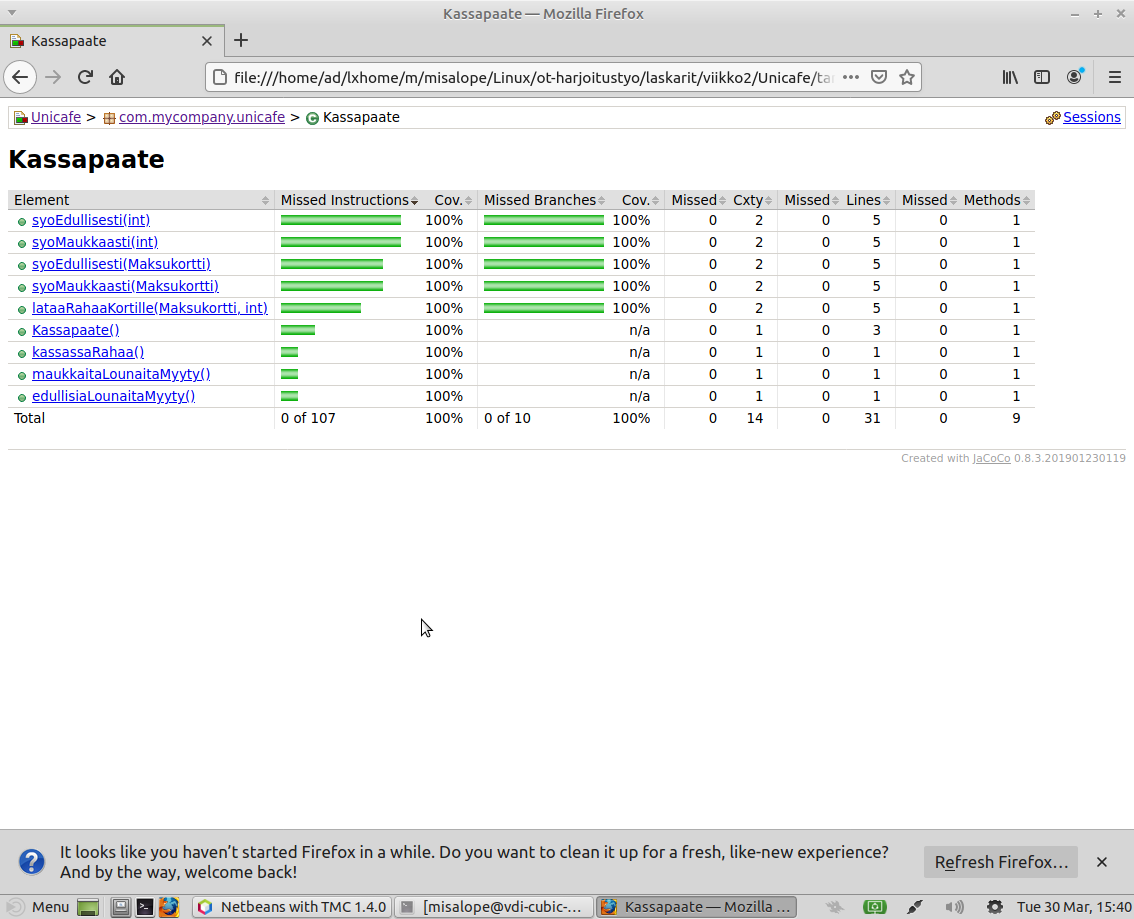 Kassapaate — Mozilla Firefox
Kassapaate
file:///home/ad/lxhome/m/misalope/Linux/ot-harjoitustyo/laskarit/viikko2/Unicafe/tar
Unicafe > com.mycompany.unicafe > Kassapaate Sessions
Kassapaate
Element Missed Instructions Cov. Missed Branches Cov. Missed Cxty Missed Lines Missed Methods
syoEdullisesti(int) 100% 100% 0 2 0 5 0 1
syoMaukkaasti(int) 100% 100% 0 2 0 5 0 1
syoEdullisesti(Maksukortti) 100% 100% 0 2 0 5 0 1
syoMaukkaasti(Maksukortti) 100% 100% 0 2 0 5 0 1
lataaRahaaKortille(Maksukortti, int) 100% 100% 0 2 0 5 0 1
Kassapaate() 100% n/a 0 1 0 3 0 1
kassassaRahaa() 100% n/a 0 1 0 1 0 1
maukkaitaLounaitaMyyty() 100% n/a 0 1 0 1 0 1
edullisiaLounaitaMyyty() 100% n/a 0 1 0 1 0 1
Total 0 of 107 100% 0 of 10 100% 0 14 0 31 0 9
Created with JaCoCo 0.8.3.201901230119
It looks like you haven’t started Firefox in a while. Do you want to clean it up for a fresh, like-new experience?
And by the way, welcome back!
Refresh Firefox…
Menu Netbeans with TMC 1.4.0 [misalope@vdi-cubic-... Kassapaate — Mozilla ... Tue 30 Mar, 15:40